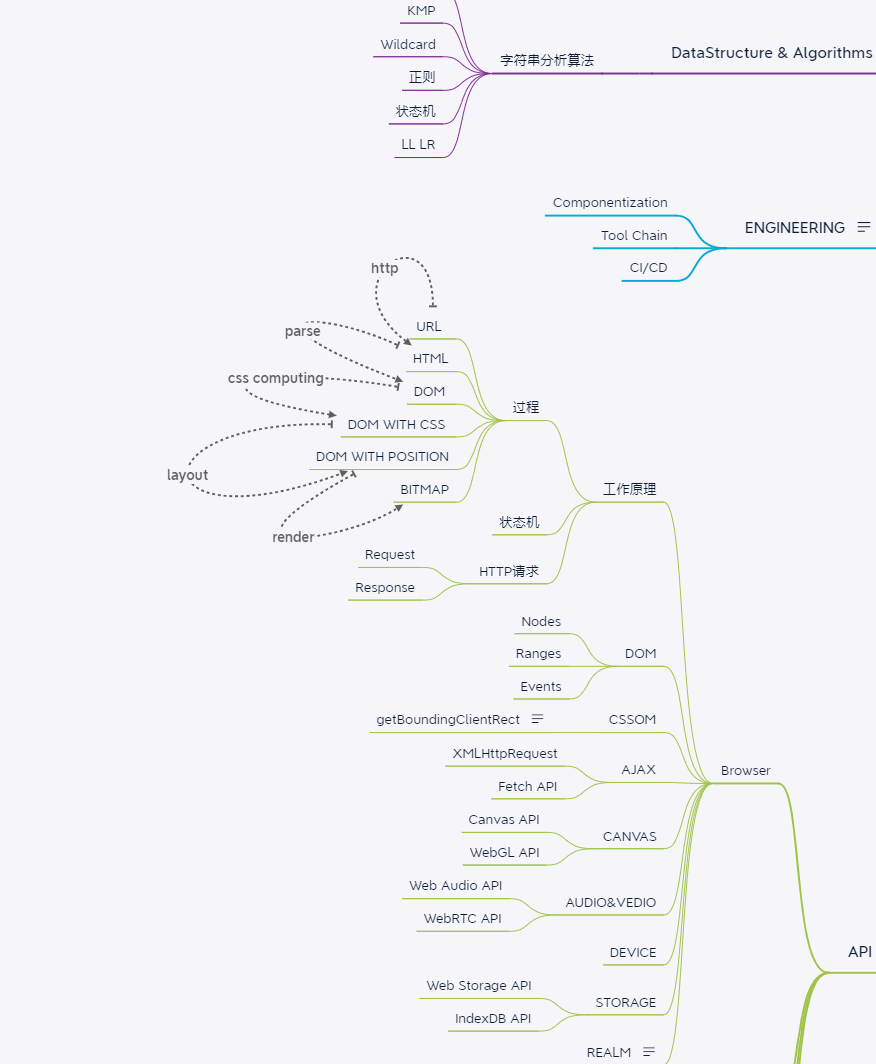 KMP
Wildcard
正则
状态机
LL LR
字符串分析算法
DataStructure & Algorithms
Componentization
Tool Chain
CI/CD
ENGINEERING
http
parse
css computing
layout
render
URL
HTML
DOM
DOM WITH CSS
DOM WITH POSITION
BITMAP
过程
状态机
Request
Response
HTTP请求
工作原理
Nodes
Ranges
Events
DOM
getBoundingClientRect
CSSOM
XMLHttpRequest
Fetch API
AJAX
Canvas API
WebGL API
CANVAS
Web Audio API
WebRTC API
AUDIO&VEDIO
DEVICE
Web Storage API
IndexDB API
STORAGE
REALM
Browser
API